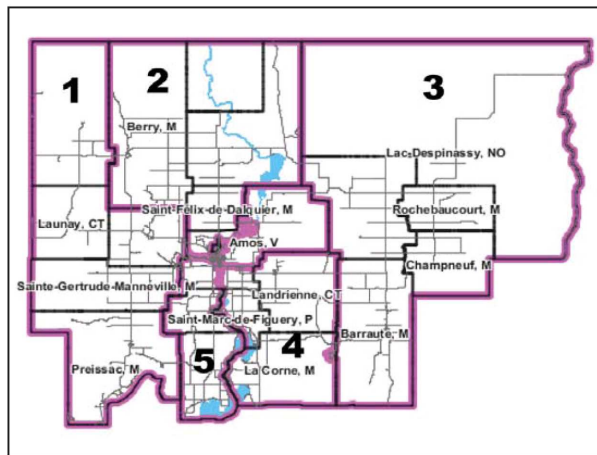 1
2
3
Berry, M
Lac-Despinassy, NO
Saint-Félix-de-Dalquier, M
Rochebaucourt, M
Launay, CT
Amos, V
Champneuf, M
Sainte-Gertrude-Manneville, M
Landrienne, CT
Saint-Marc-de-Figuery, P
Barraute, M
5
4
Preissac, M
La Corne, M